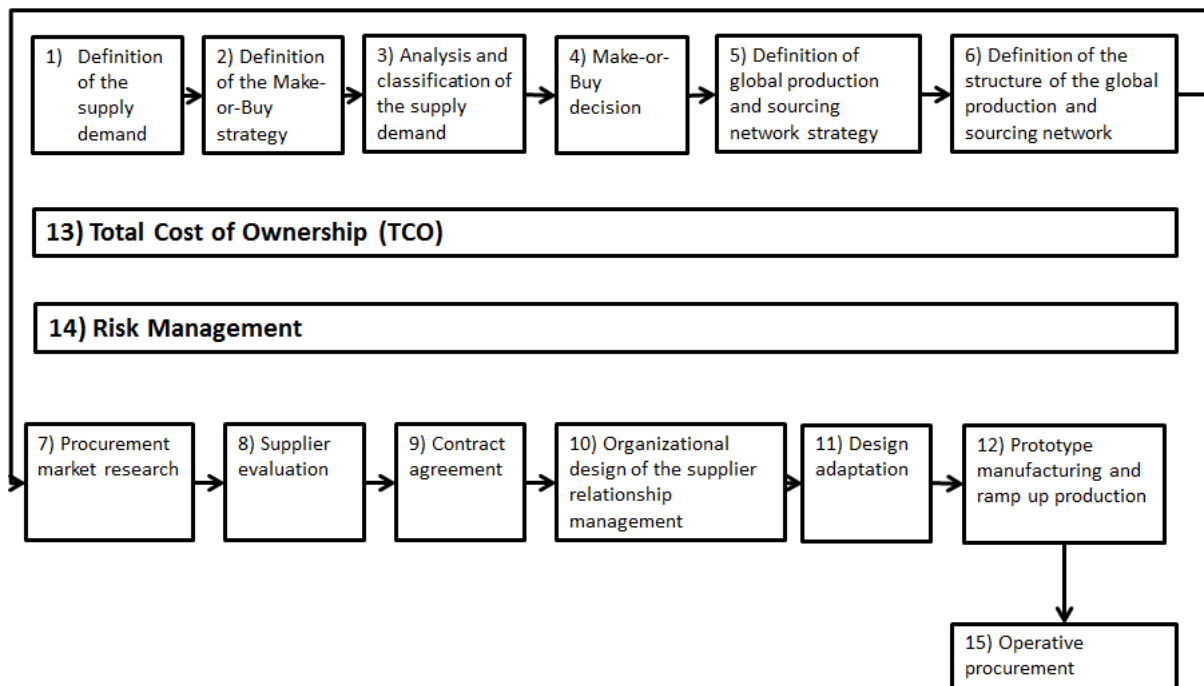 1) Definition
of the
supply
demand
2) Definition
of the Make-
or-Buy
strategy
3) Analysis and
classification of
the supply
demand
4) Make-or-
Buy
decision
5) Definition of
global production
and sourcing
network strategy
6) Definition of the
structure of the global
production and
sourcing network
13) Total Cost of Ownership (TCO)
14) Risk Management
7) Procurement
market research
8) Supplier
evaluation
9) Contract
agreement
10) Organizational
design of the supplier
relationship
management
11) Design
adaptation
12) Prototype
manufacturing and
ramp up production
15) Operative
procurement